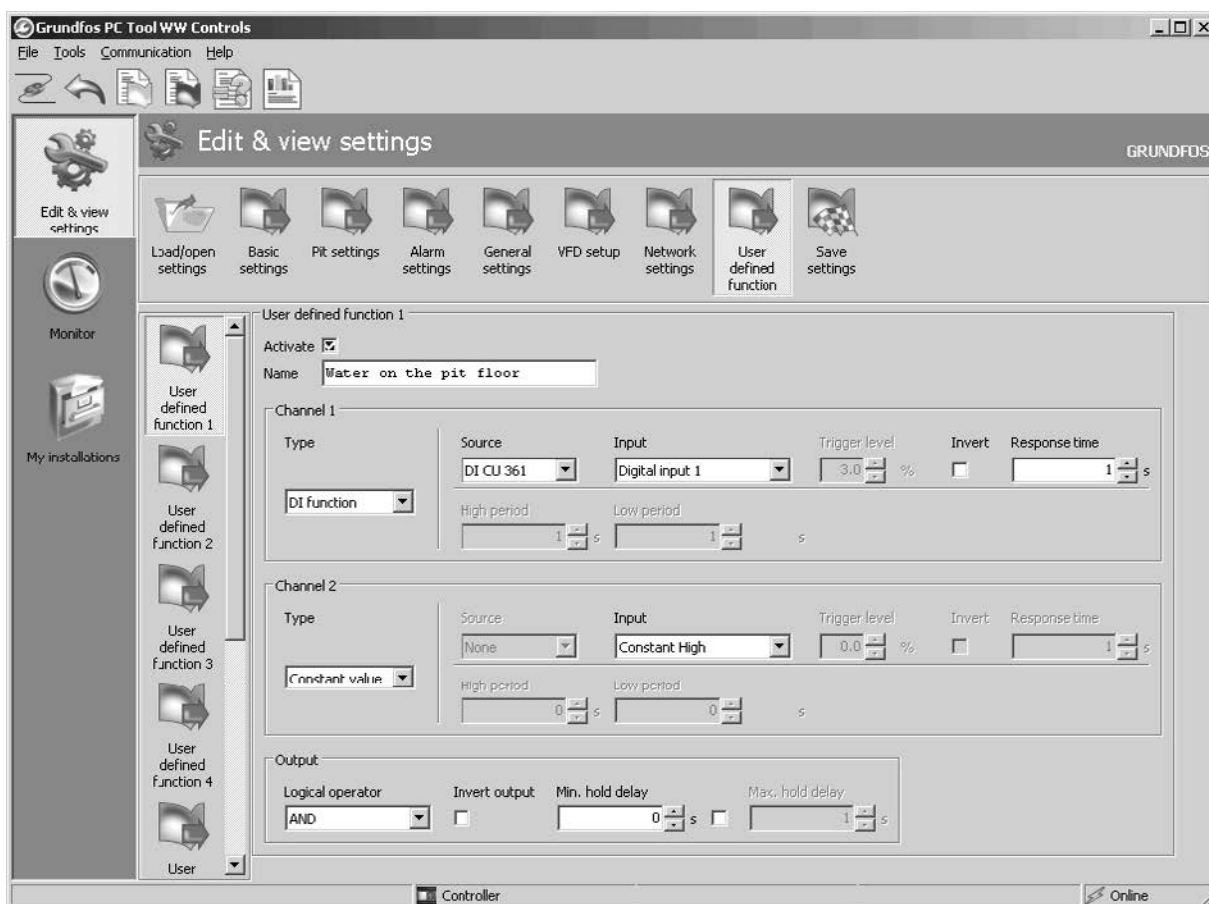 Grundfos PC Tool WW Controls
File Tools Communication Help
Edit & view settings
GRUNDFOS
Edit & view
settings
Monitor
My installations
Load/open
settings
Basic
settings
Pit settings
Alarm
settings
General
settings
VFD setup
Network
settings
User
defined
function
Save
settings
User
defined
function 1
User
defined
function 2
User
defined
function 3
User
defined
function 4
User
User defined function 1
Activate
Name Water on the pit floor
Channel 1
Type Source Input Trigger level Invert Response time
DI CU 361 Digital input 1 3.0 % 1 s
DI function
High period Low period
1 s 1 s
Channel 2
Type Source Input Trigger level Invert Response time
None Constant High 0.0 % 1 s
Constant value
High period Low period
0 s 0 s
Output
Logical operator Invert output Min. hold delay Max. hold delay
AND 0 s 1 s
Controller Online